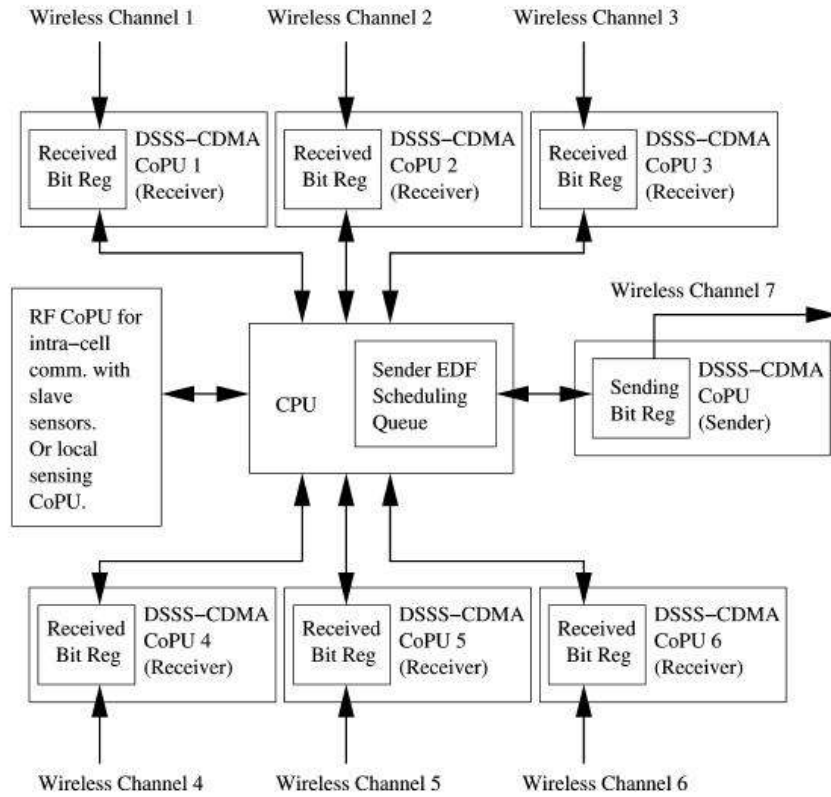 Wireless Channel 1
Wireless Channel 2
Wireless Channel 3
Received
Bit Reg
DSSS−CDMA
CoPU 1
(Receiver)
Received
Bit Reg
DSSS−CDMA
CoPU 2
(Receiver)
Received
Bit Reg
DSSS−CDMA
CoPU 3
(Receiver)
RF CoPU for
intra−cell
comm. with
slave
sensors.
Or local
sensing
CoPU.
CPU
Sender EDF
Scheduling
Queue
Wireless Channel 7
Sending
Bit Reg
DSSS−CDMA
CoPU
(Sender)
Received
Bit Reg
DSSS−CDMA
CoPU 4
(Receiver)
Received
Bit Reg
DSSS−CDMA
CoPU 5
(Receiver)
Received
Bit Reg
DSSS−CDMA
CoPU 6
(Receiver)
Wireless Channel 4
Wireless Channel 5
Wireless Channel 6